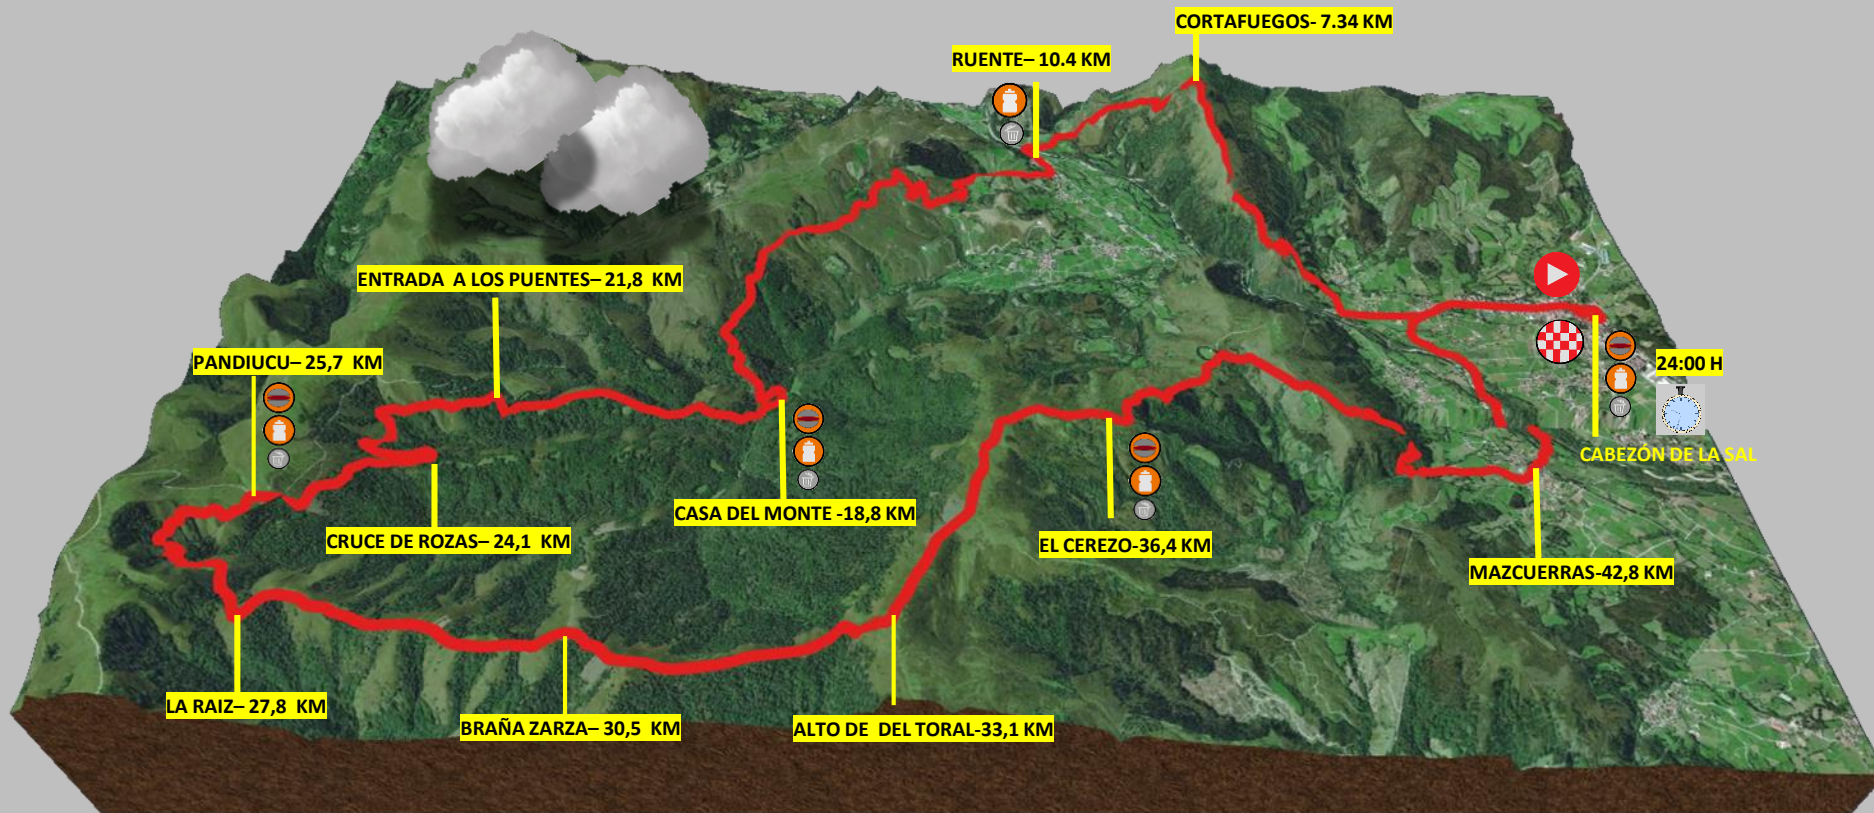 CORTAFUEGOS- 7.34 KM
RUENTE– 10.4 KM
ENTRADA A LOS PUENTES– 21,8 KM
PANDIUCU– 25,7 KM
24:00 H
CABEZÓN DE LA SAL
CASA DEL MONTE -18,8 KM
CRUCE DE ROZAS– 24,1 KM
EL CEREZO-36,4 KM
MAZCUERRAS-42,8 KM
LA RAIZ– 27,8 KM
BRAÑA ZARZA– 30,5 KM
ALTO DE DEL TORAL-33,1 KM